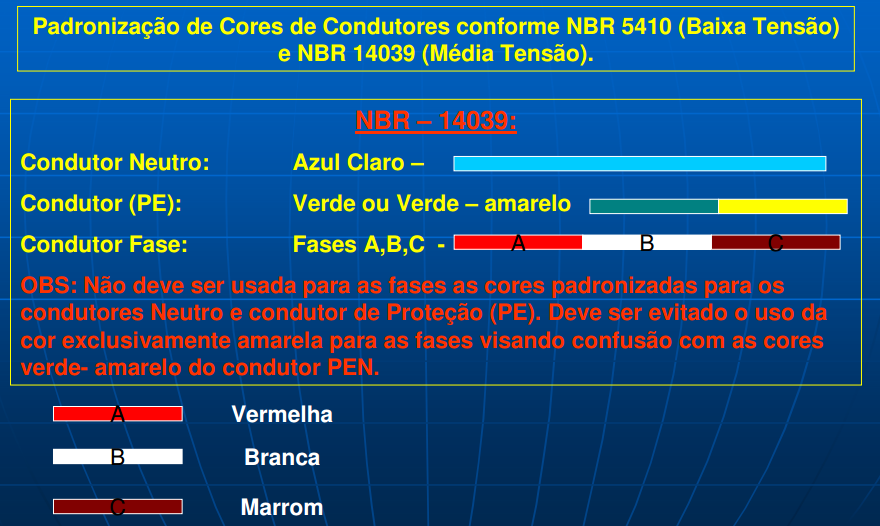 Padronização de Cores de Condutores conforme NBR 5410 (Baixa Tensão)
e NBR 14039 (Média Tensão).
NBR – 14039:
Condutor Neutro: Azul Claro –
Condutor (PE): Verde ou Verde – amarelo
Condutor Fase: Fases A,B,C - A B C
OBS: Não deve ser usada para as fases as cores padronizadas para os
condutores Neutro e condutor de Proteção (PE). Deve ser evitado o uso da
cor exclusivamente amarela para as fases visando confusão com as cores
verde- amarelo do condutor PEN.
A Vermelha
B Branca
C Marrom